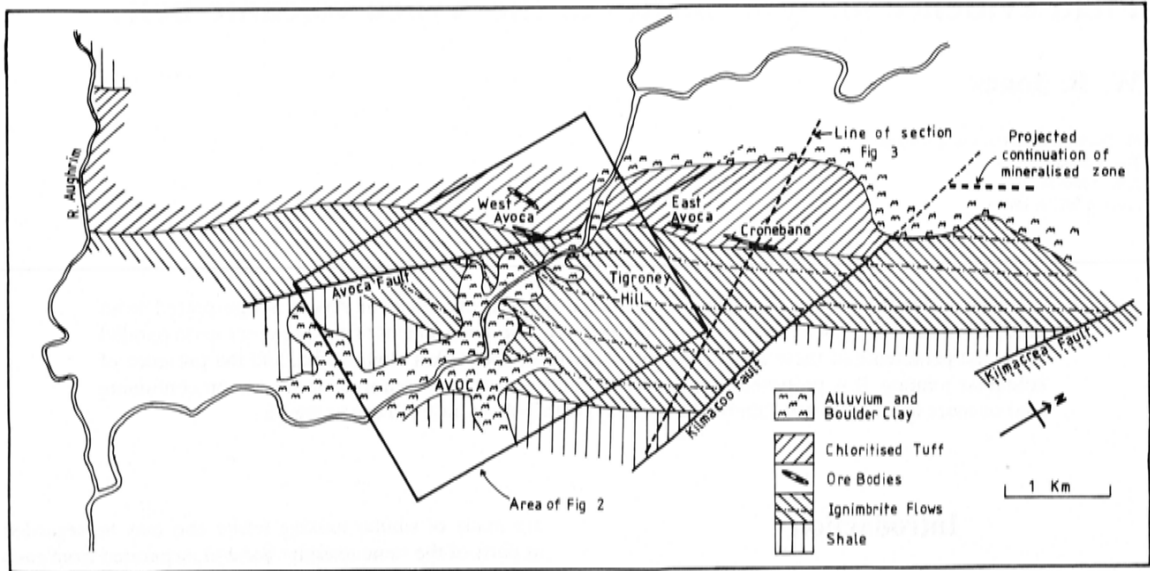 R. Aughrim
West
Avoca
East
Avoca
Cronebane
Line of section
Fig 3
Projected
continuation of
mineralised zone
Avoca Fault
Tigroney
Hill
AVOCA
Kilmacoo Fault
Kilmacrea Fault
Area of Fig 2
N
Alluvium and
Boulder Clay
Chloritised Tuff
Ore Bodies
Ignimbrite Flows
Shale
1 Km